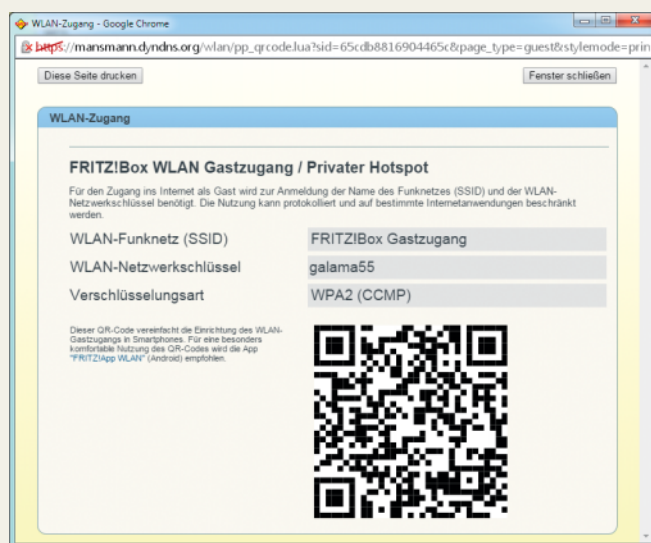 WLAN-Zugang - Google Chrome
https://mansmann.dyndns.org/wlan/pp_qrcode.lua?sid=65cdb8816904465c&page_type=guest&stylemode=prin
Diese Seite drucken
Fenster schließen
WLAN-Zugang
FRITZ!Box WLAN Gastzugang / Privater Hotspot
Für den Zugang ins Internet als Gast wird zur Anmeldung der Name des Funknetzes (SSID) und der WLAN-
Netzwerkschlüssel benötigt. Die Nutzung kann protokolliert und auf bestimmte Internetanwendungen beschränkt
werden.
WLAN-Funknetz (SSID) FRITZ!Box Gastzugang
WLAN-Netzwerkschlüssel galama55
Verschlüsselungsart WPA2 (CCMP)
Dieser QR-Code vereinfacht die Einrichtung des WLAN-
Gastzugangs in Smartphones. Für eine besonders
komfortable Nutzung des QR-Codes wird die App
"FRITZ!App WLAN" (Android) empfohlen.